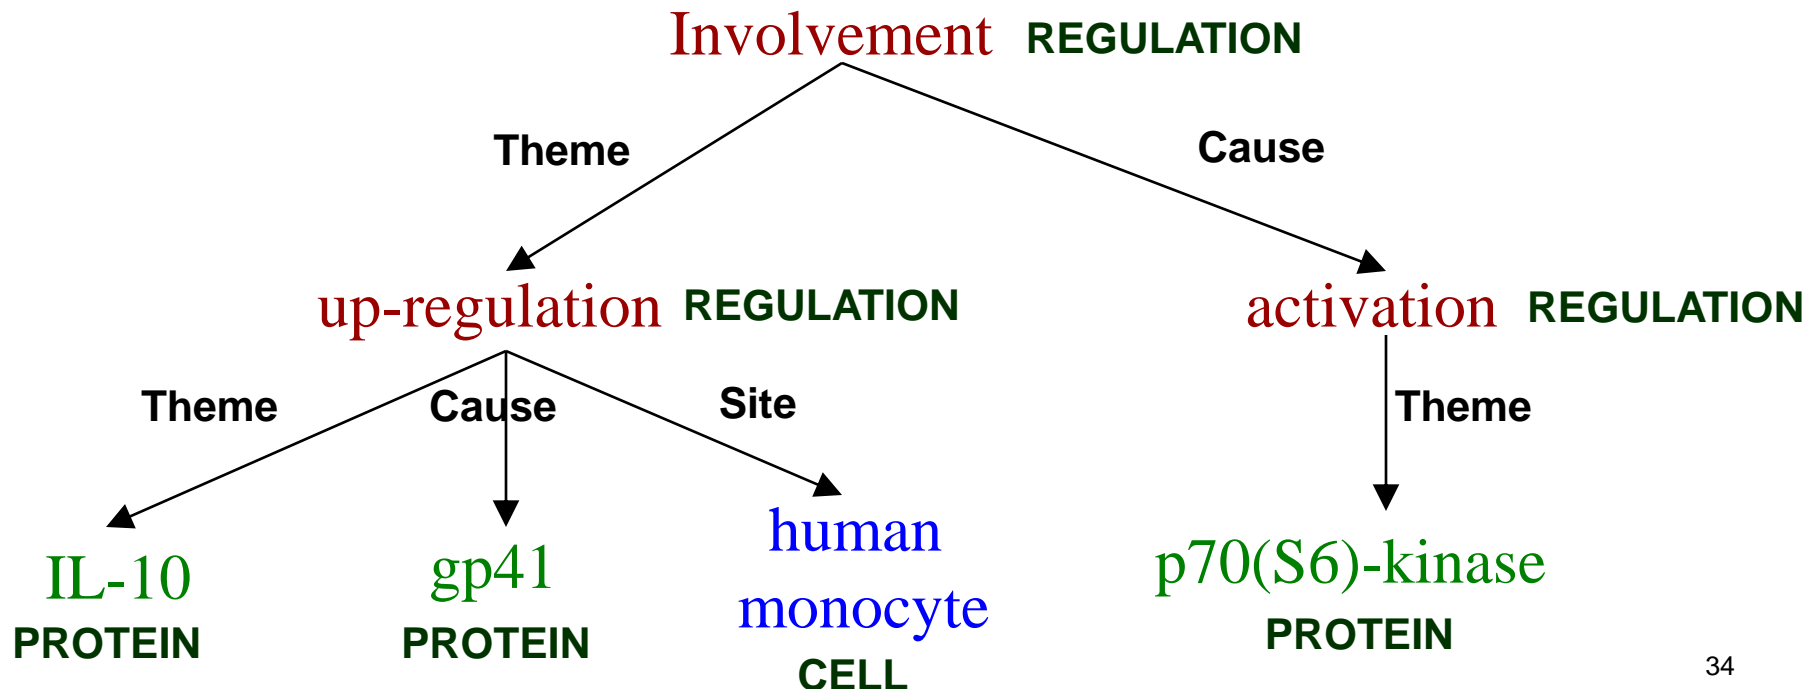 Involvement REGULATION
Theme
Cause
up-regulation REGULATION
activation REGULATION
Theme
Cause
Site
Theme
IL-10
PROTEIN
gp41
PROTEIN
human
monocyte
CELL
p70(S6)-kinase
PROTEIN
34